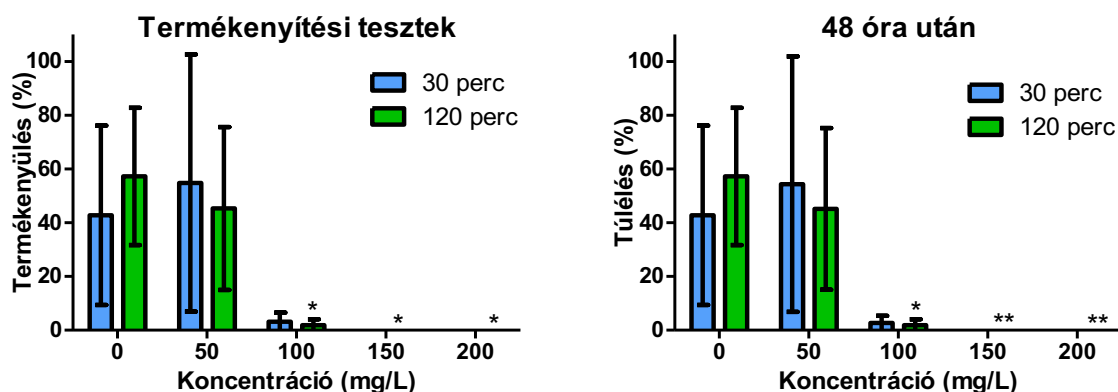 Termékenyítési tesztek
Termékenyülés (%)
100
80
60
40
20
0
30 perc
120 perc
*
*
*
0 50 100 150 200
Koncentráció (mg/L)
48 óra után
Túlélés (%)
100
80
60
40
20
0
30 perc
120 perc
*
**
**
0 50 100 150 200
Koncentráció (mg/L)